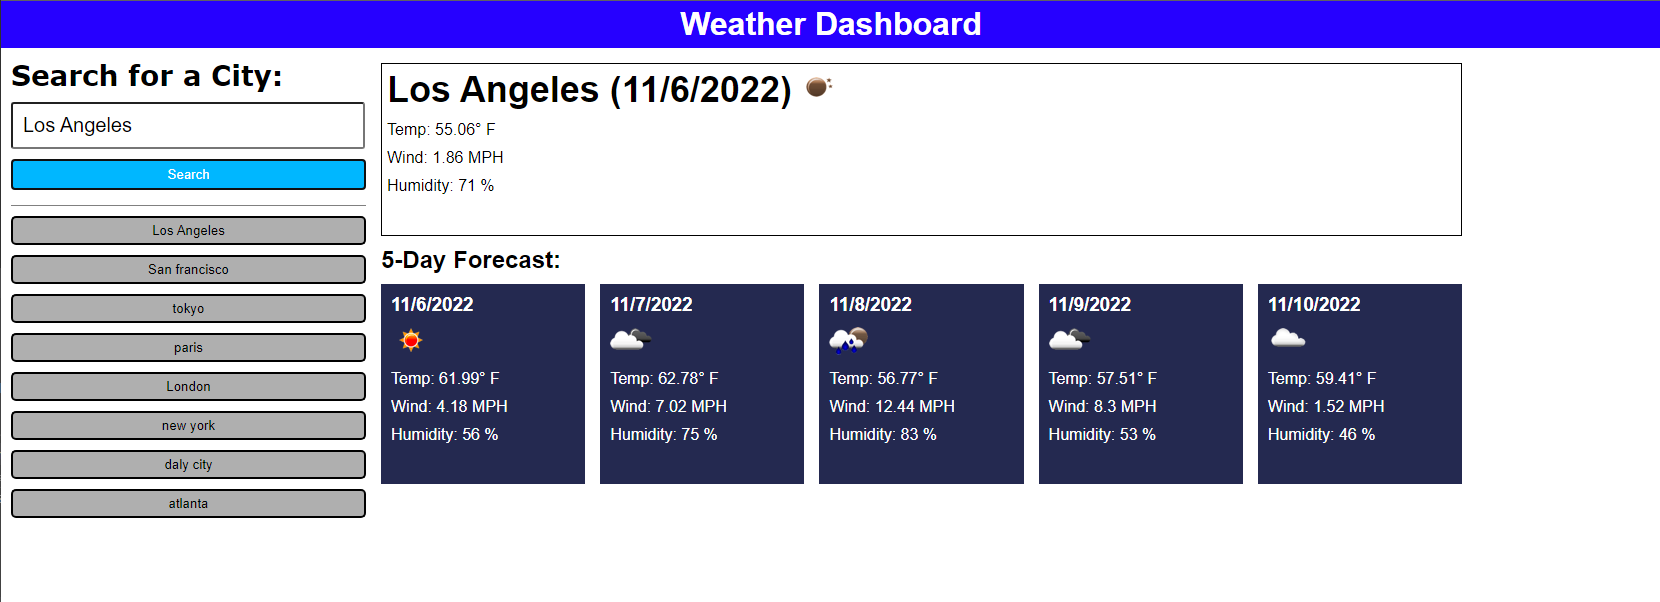 Weather Dashboard
Search for a City:
Los Angeles
Search
Los Angeles
San francisco
tokyo
paris
London
new york
daly city
atlanta
Los Angeles (11/6/2022)
Temp: 55.06° F
Wind: 1.86 MPH
Humidity: 71 %
5-Day Forecast:
11/6/2022
Temp: 61.99° F
Wind: 4.18 MPH
Humidity: 56 %
11/7/2022
Temp: 62.78° F
Wind: 7.02 MPH
Humidity: 75 %
11/8/2022
Temp: 56.77° F
Wind: 12.44 MPH
Humidity: 83 %
11/9/2022
Temp: 57.51° F
Wind: 8.3 MPH
Humidity: 53 %
11/10/2022
Temp: 59.41° F
Wind: 1.52 MPH
Humidity: 46 %